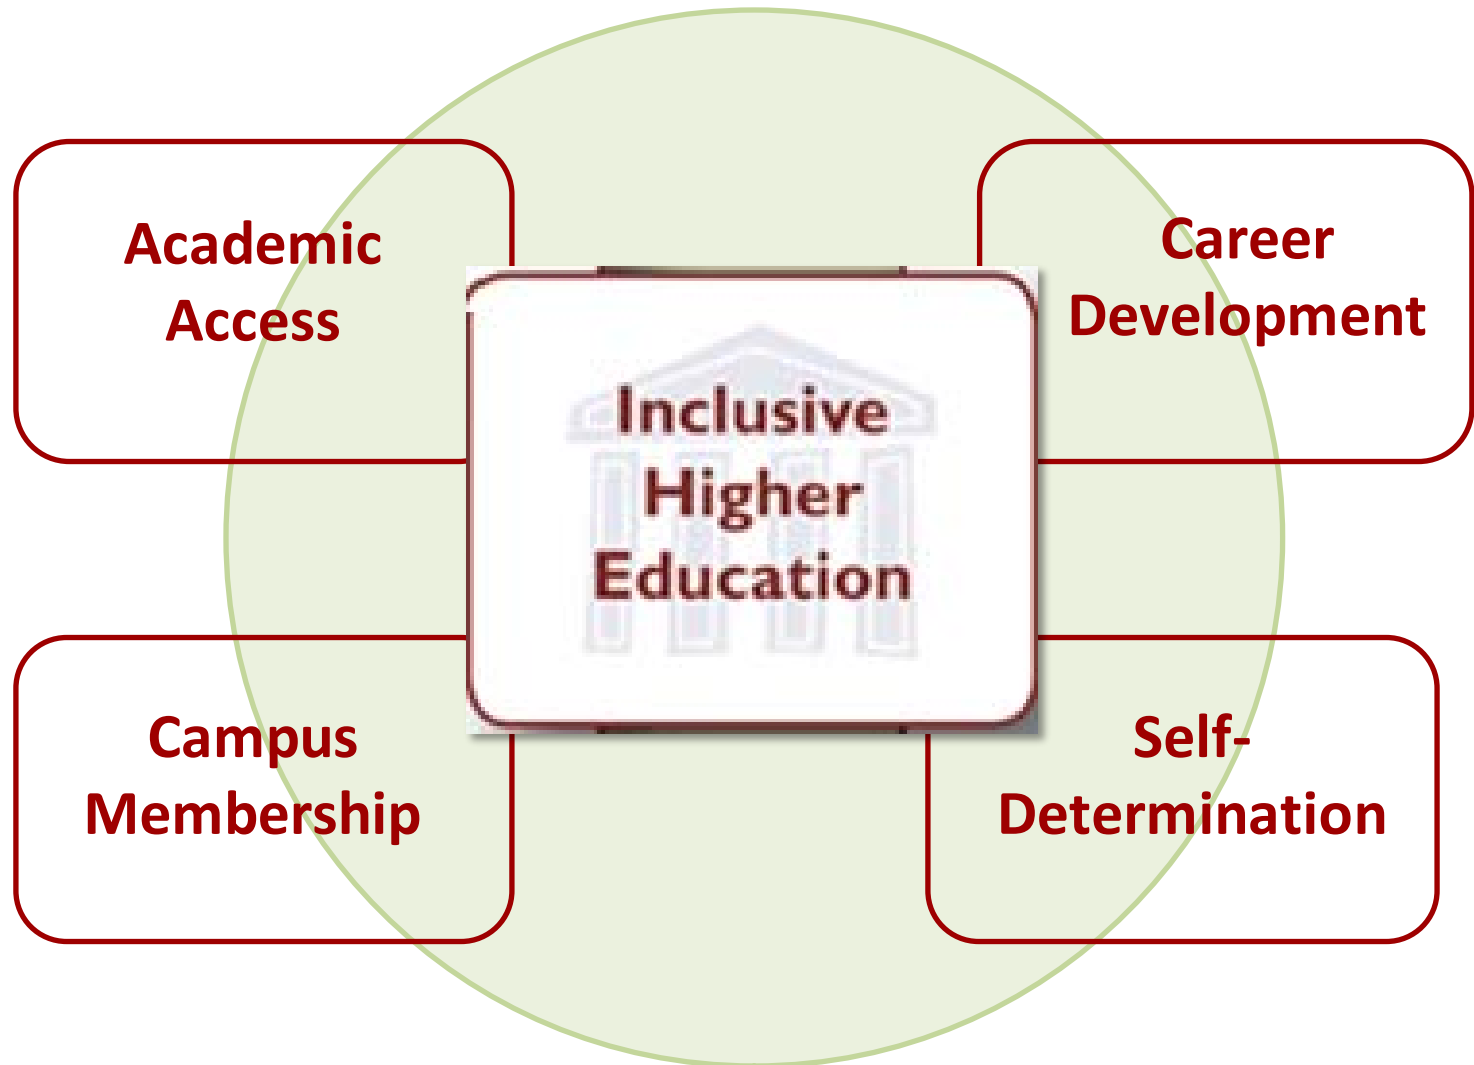 Academic
Access
Career
Development
Inclusive
Higher
Education
Campus
Membership
Self-
Determination